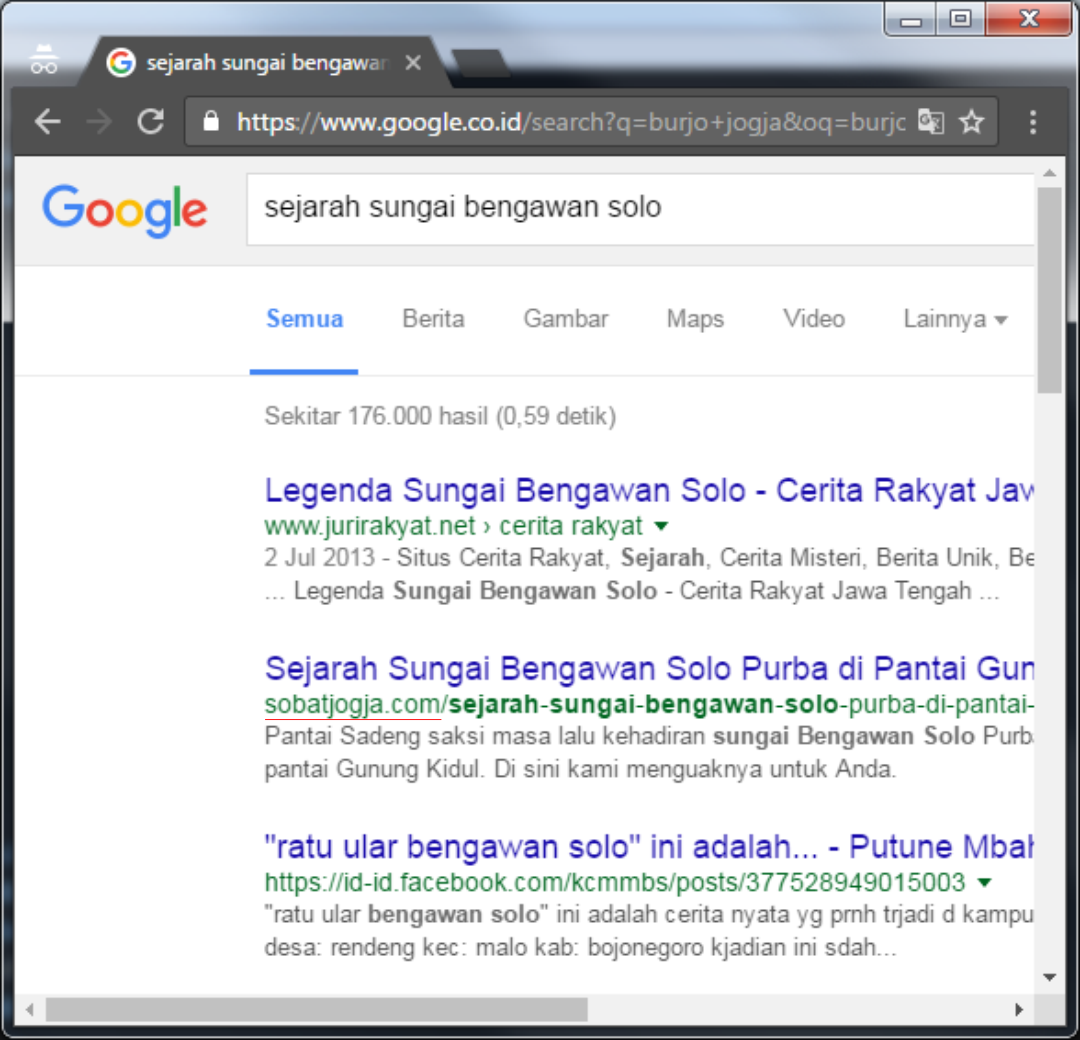 sejarah sungai bengawan
https://www.google.co.id/search?q=burjo+jogja&oq=burjo
Google
sejarah sungai bengawan solo
Semua Berita Gambar Maps Video Lainnya
Sekitar 176.000 hasil (0,59 detik)
Legenda Sungai Bengawan Solo - Cerita Rakyat Jaw
www.jurirakyat.net › cerita rakyat
2 Jul 2013 - Situs Cerita Rakyat, Sejarah, Cerita Misteri, Berita Unik, Be
... Legenda Sungai Bengawan Solo - Cerita Rakyat Jawa Tengah ...
Sejarah Sungai Bengawan Solo Purba di Pantai Gun
sobatjogja.com/sejarah-sungai-bengawan-solo-purba-di-pantai-
Pantai Sadeng saksi masa lalu kehadiran sungai Bengawan Solo Purb
pantai Gunung Kidul. Di sini kami menguaknya untuk Anda.
"ratu ular bengawan solo" ini adalah... - Putune Mbah
https://id-id.facebook.com/kcmmbs/posts/377528949015003
"ratu ular bengawan solo" ini adalah cerita nyata yg prnh trjadi d kampu
desa: rendeng kec: malo kab: bojonegoro kjadian ini sdah...